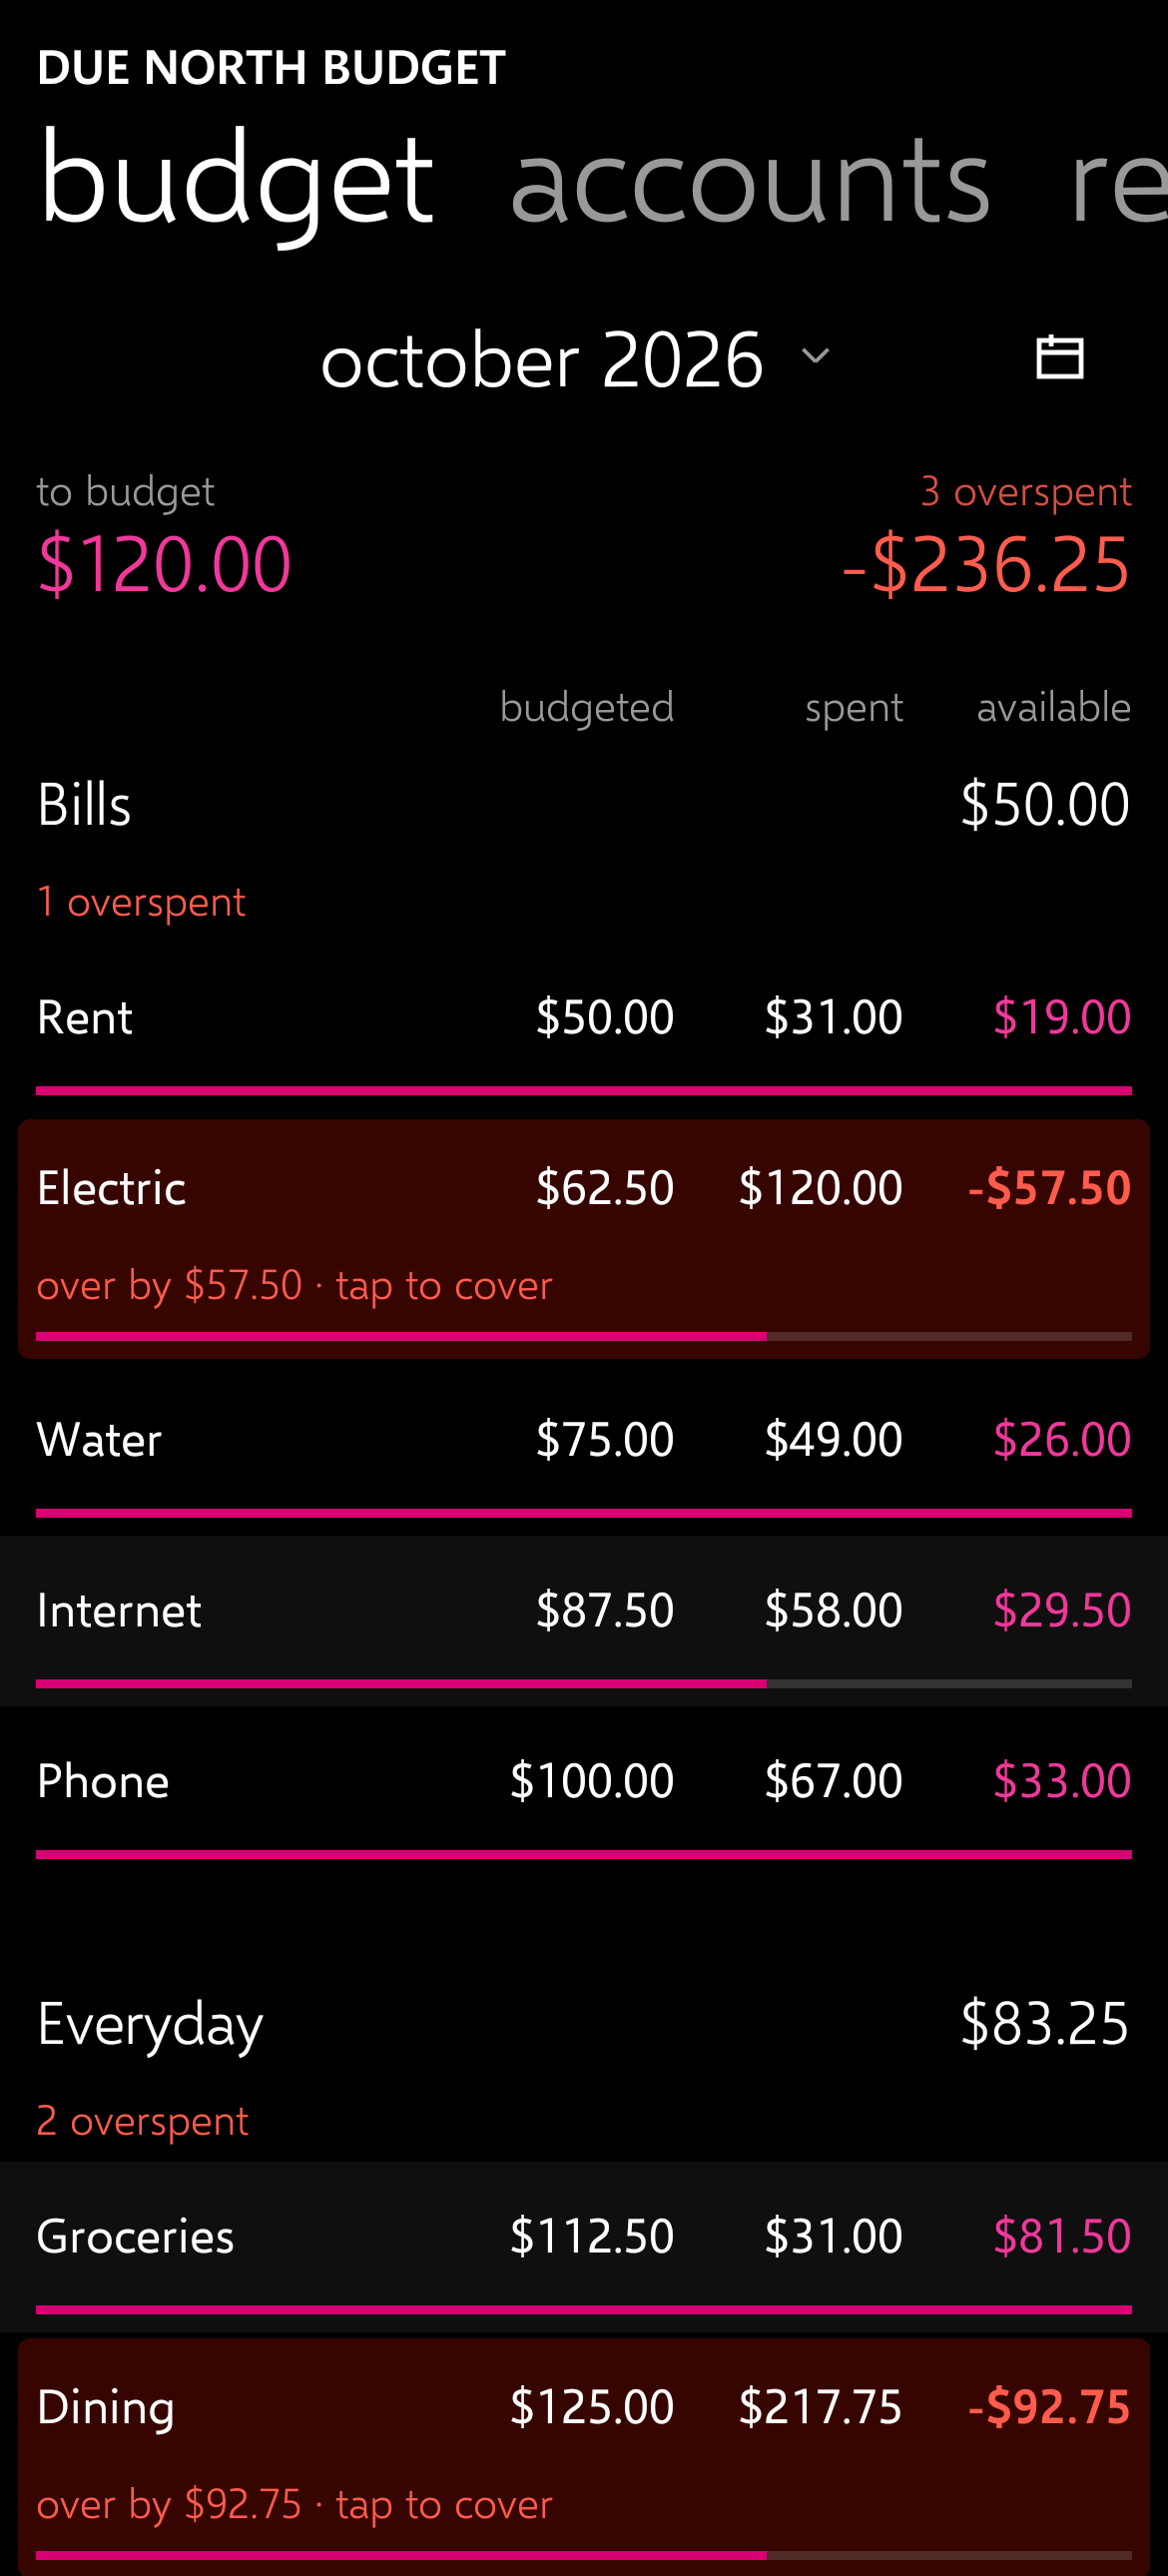 DUE NORTH BUDGET
budget accounts re
october 2026
to budget 3 overspent
$120.00 -$236.25
budgeted spent available
Bills $50.00
1 overspent
Rent $50.00 $31.00 $19.00
Electric $62.50 $120.00 -$57.50
over by $57.50 · tap to cover
Water $75.00 $49.00 $26.00
Internet $87.50 $58.00 $29.50
Phone $100.00 $67.00 $33.00
Everyday $83.25
2 overspent
Groceries $112.50 $31.00 $81.50
Dining $125.00 $217.75 -$92.75
over by $92.75 · tap to cover